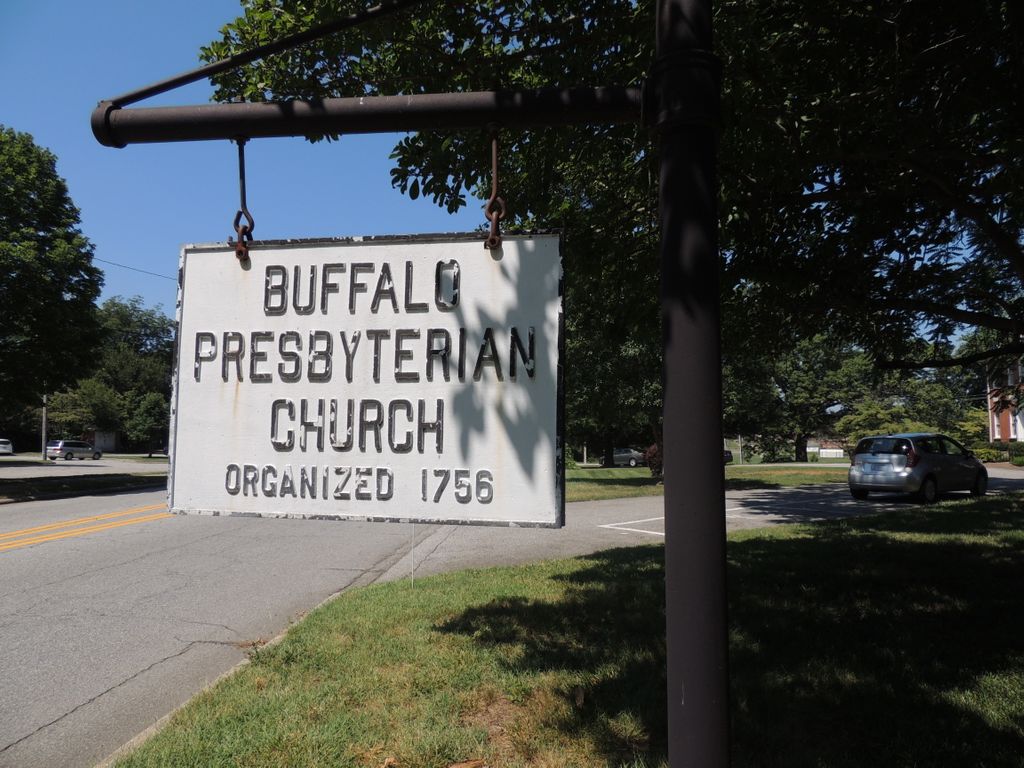 BUFFALO
PRESBYTERIAN
CHURCH
ORGANIZED 1756